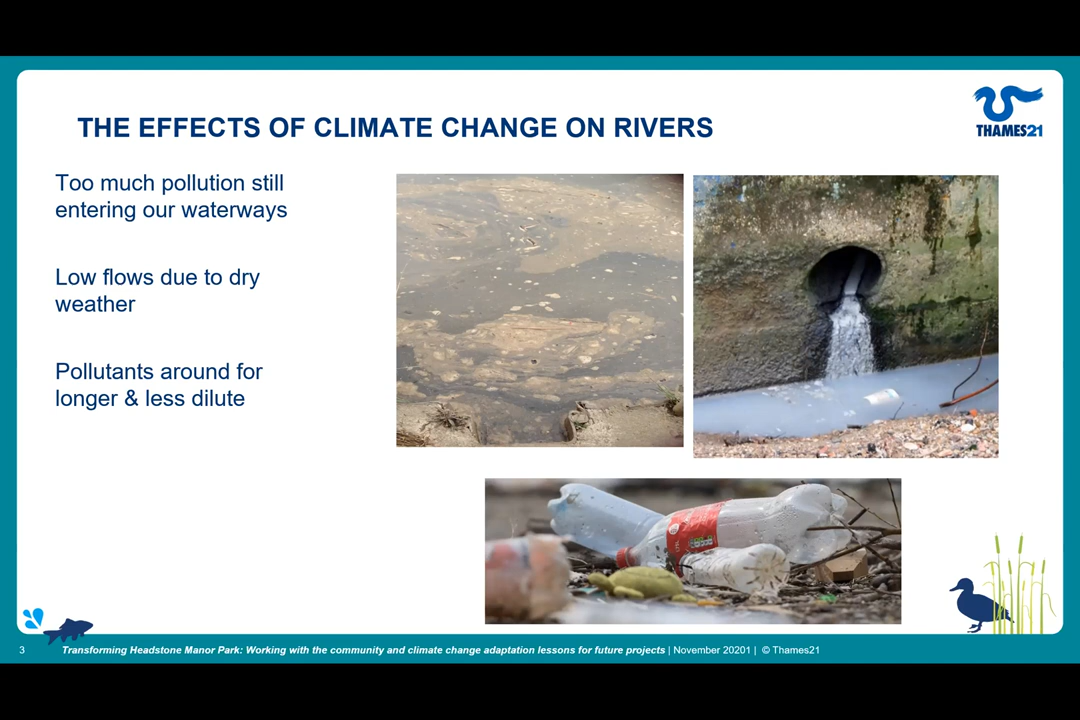 THE EFFECTS OF CLIMATE CHANGE ON RIVERS
THAMES21
Too much pollution still
entering our waterways
Low flows due to dry
weather
Pollutants around for
longer & less dilute
3
Transforming Headstone Manor Park: Working with the community and climate change adaptation lessons for future projects | November 20201 | © Thames21